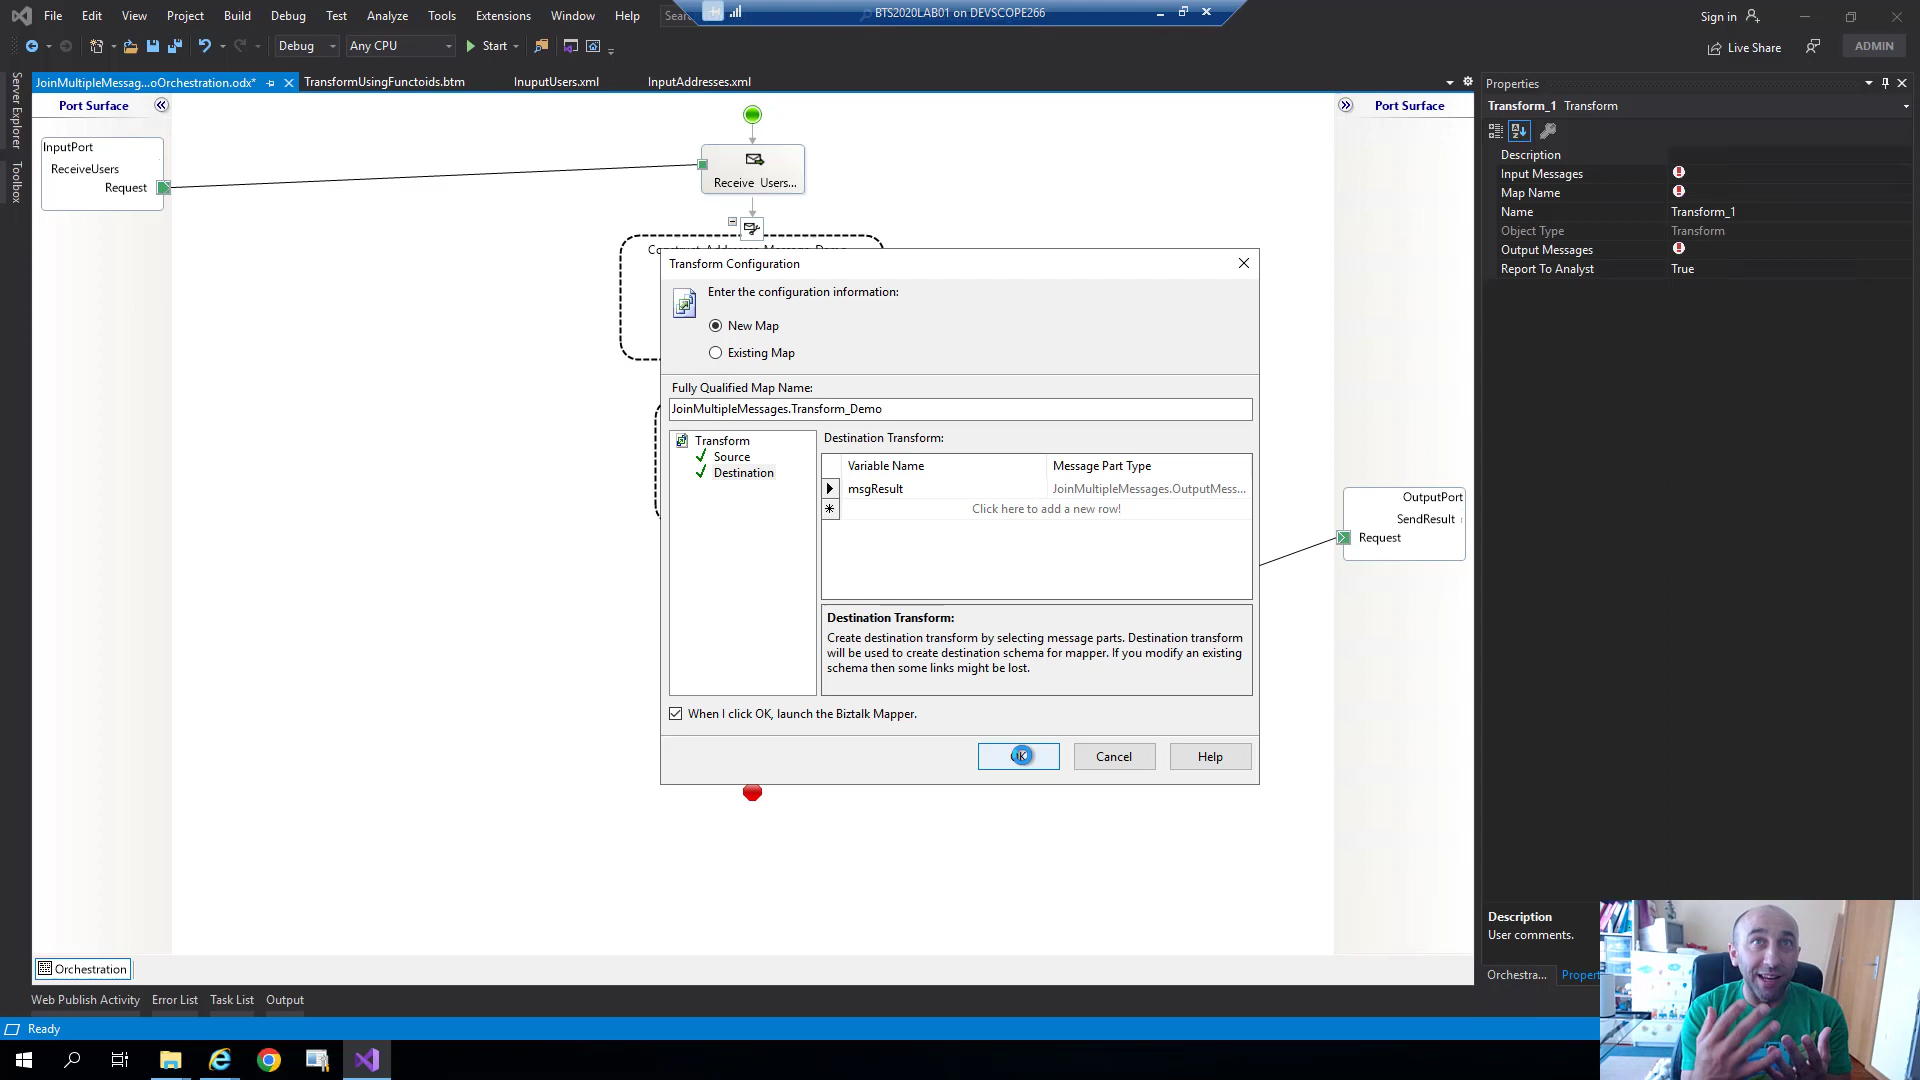 File Edit View Project Build Debug Test Analyze Tools Extensions Window Help
BTS2020LAB01 on DEVSCOPE266
Sign in
Debug Any CPU Start
Live Share ADMIN
JoinMultipleMessag...oOrchestration.odx* TransformUsingFunctoids.btm InuputUsers.xml InputAddresses.xml
Server Explorer
Toolbox
Port Surface
InputPort
ReceiveUsers
Request
Receive_Users...
Port Surface
OutputPort
SendResult
Request
Transform Configuration
Enter the configuration information:
New Map
Existing Map
Fully Qualified Map Name:
JoinMultipleMessages.Transform_Demo
Transform
Source
Destination
Destination Transform:
Variable Name Message Part Type
msgResult JoinMultipleMessages.OutputMess...
Click here to add a new row!
Destination Transform:
Create destination transform by selecting message parts. Destination transform
will be used to create destination schema for mapper. If you modify an existing
schema then some links might be lost.
When I click OK, launch the Biztalk Mapper.
OK Cancel Help
Properties
Transform_1 Transform
Description
Input Messages
Map Name
Name Transform_1
Object Type Transform
Output Messages
Report To Analyst True
Description
User comments.
Orchestra...
Orchestration
Web Publish Activity Error List Task List Output
Ready